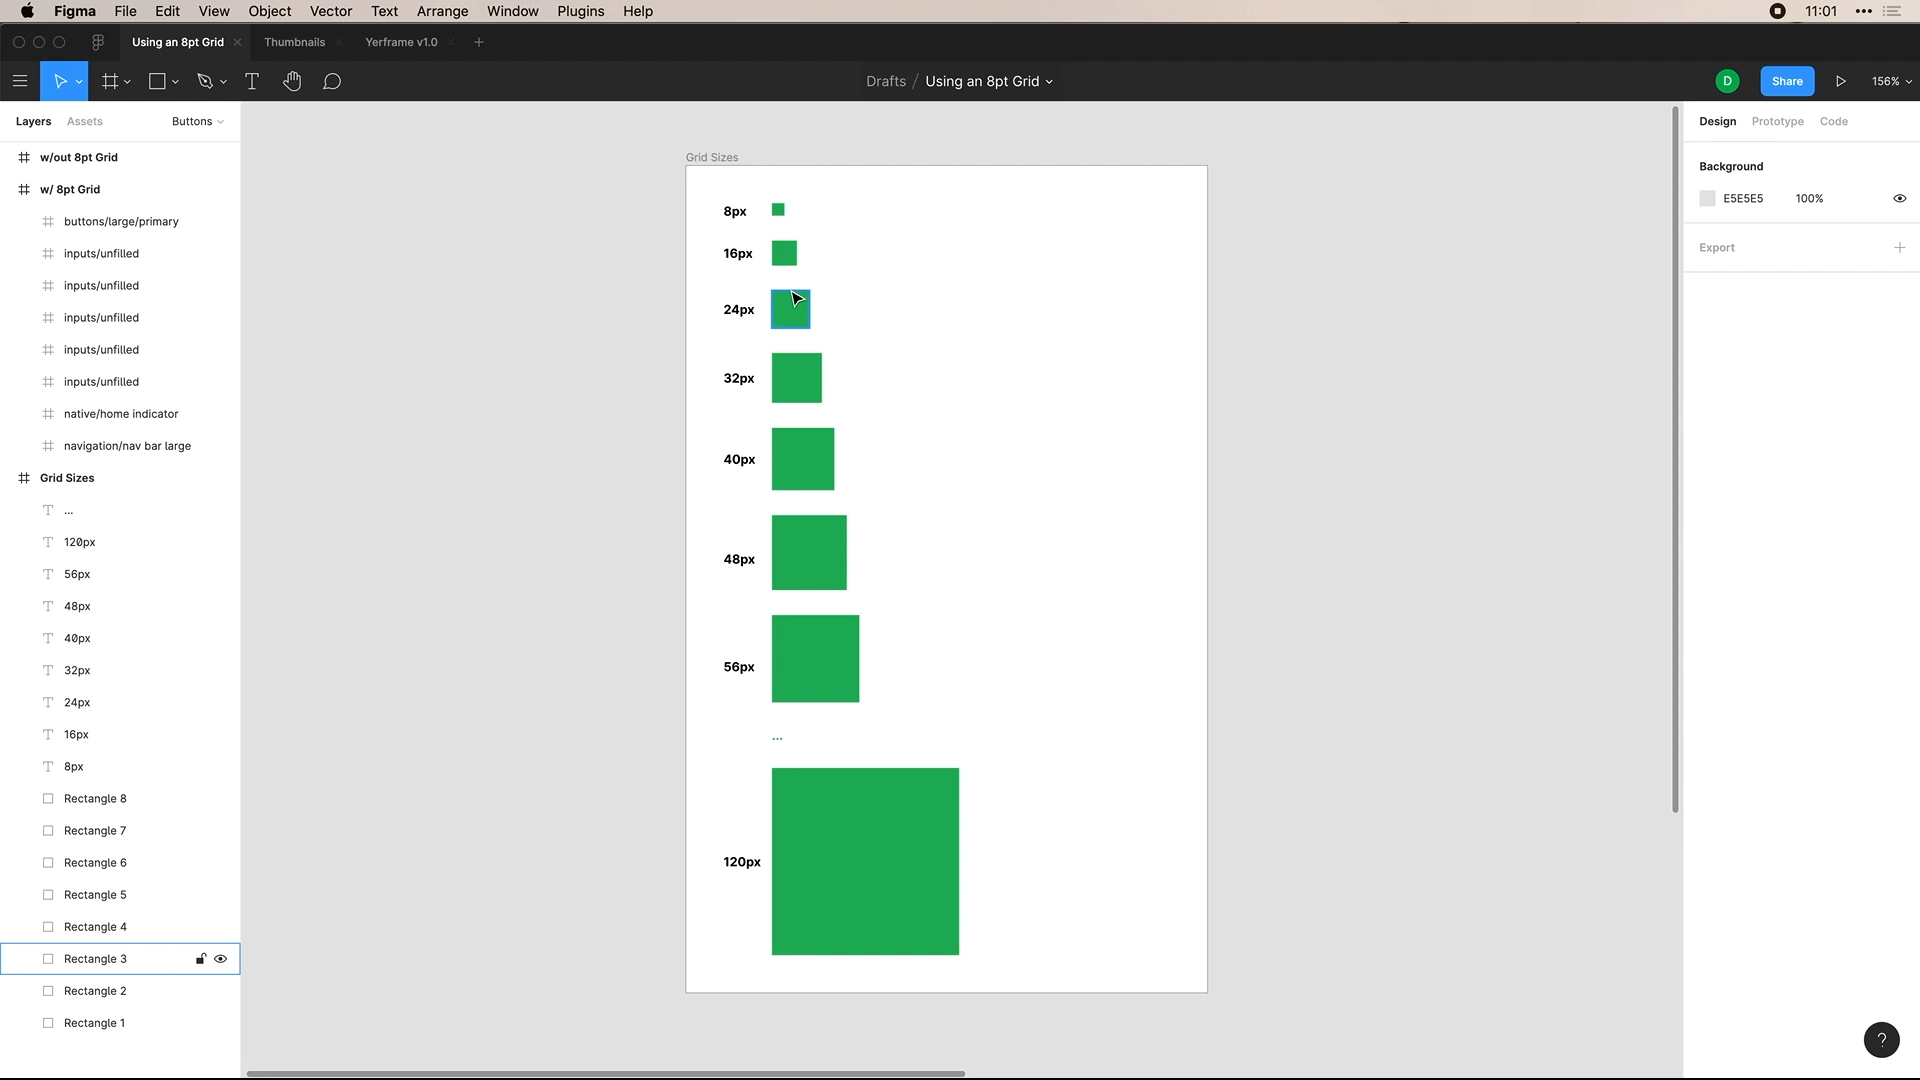 Figma File Edit View Object Vector Text Arrange Window Plugins Help 11:01
Using an 8pt Grid Thumbnails Yerframe v1.0
Drafts / Using an 8pt Grid D Share 156%
Layers Assets Buttons
w/out 8pt Grid
w/ 8pt Grid
buttons/large/primary
inputs/unfilled
inputs/unfilled
inputs/unfilled
inputs/unfilled
inputs/unfilled
native/home indicator
navigation/nav bar large
Grid Sizes
...
120px
56px
48px
40px
32px
24px
16px
8px
Rectangle 8
Rectangle 7
Rectangle 6
Rectangle 5
Rectangle 4
Rectangle 3
Rectangle 2
Rectangle 1
Grid Sizes
8px
16px
24px
32px
40px
48px
56px
...
120px
Design Prototype Code
Background
E5E5E5 100%
Export
?